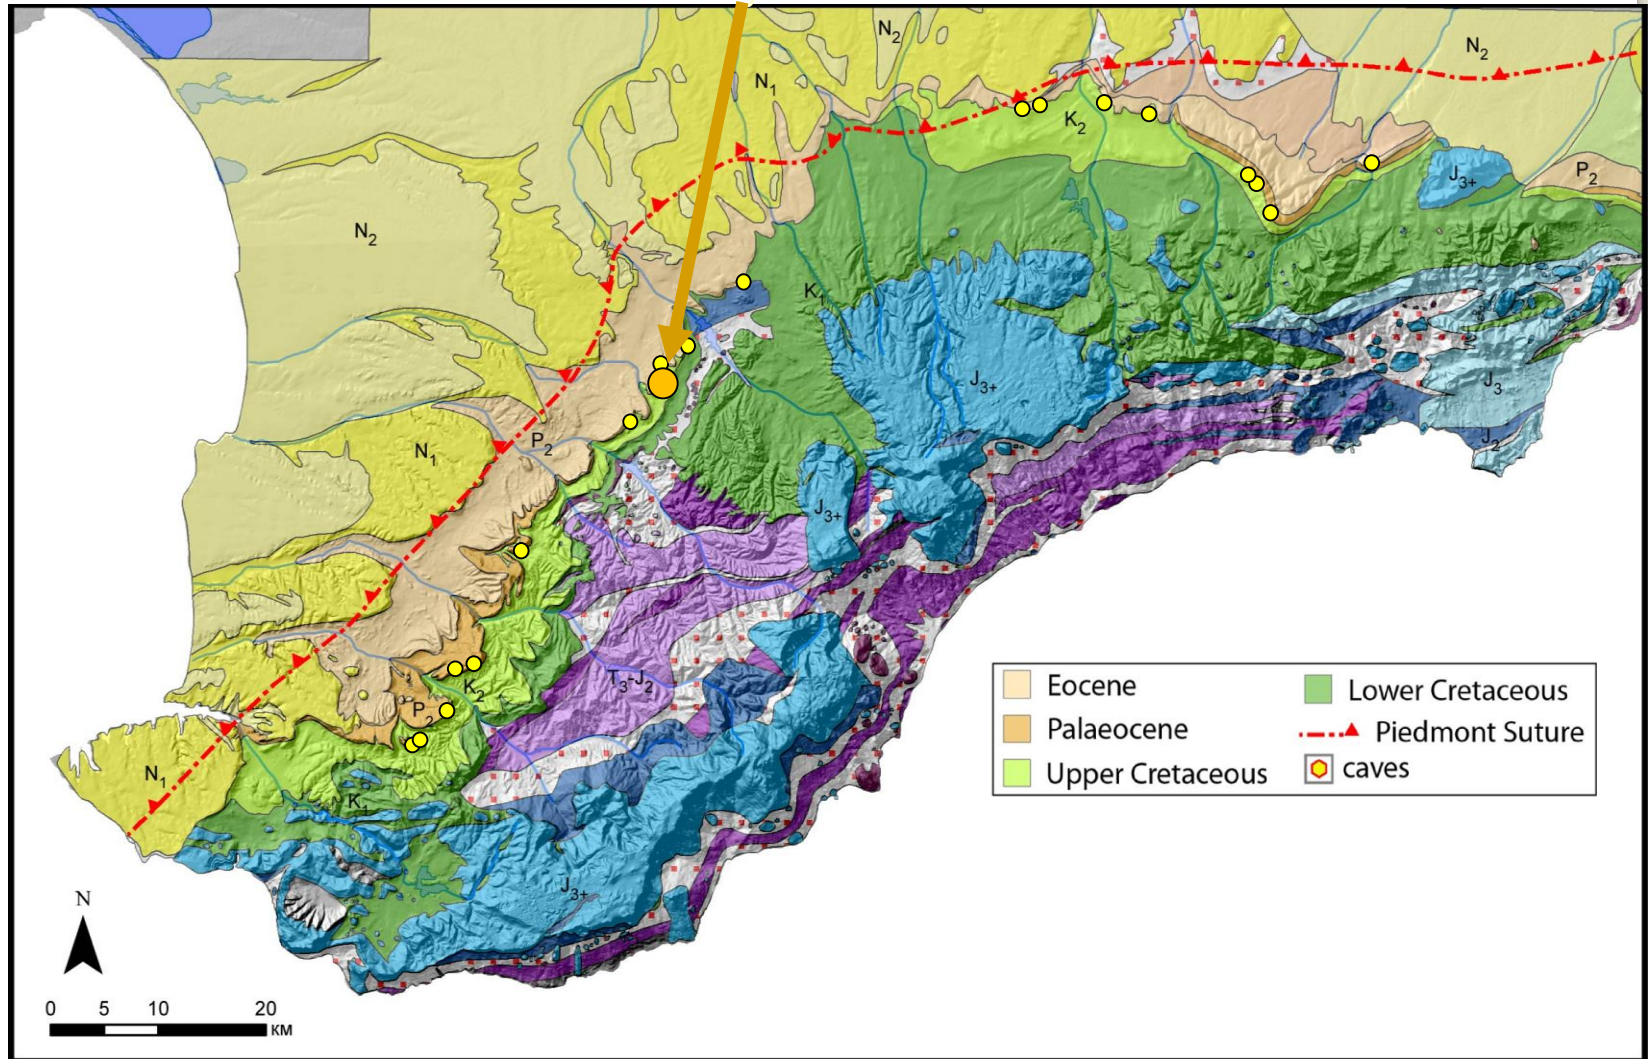 N2
N2
N1
K2
J3+
P2
N2
K1
J3+
J3
J2
P2
N1
J3+
T3-J2
K2
P2
N1
K1
J3+
Eocene
Palaeocene
Upper Cretaceous
Lower Cretaceous
Piedmont Suture
caves
N
0 5 10 20
КМ